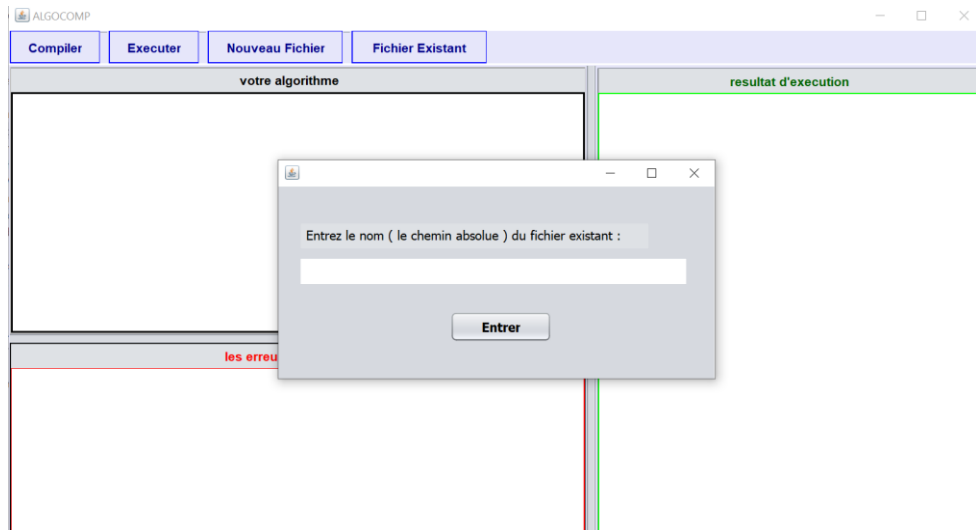 ALGOCOMP
Compiler Executer Nouveau Fichier Fichier Existant
votre algorithme resultat d'execution
Entrez le nom ( le chemin absolue ) du fichier existant :
Entrer
les erreu